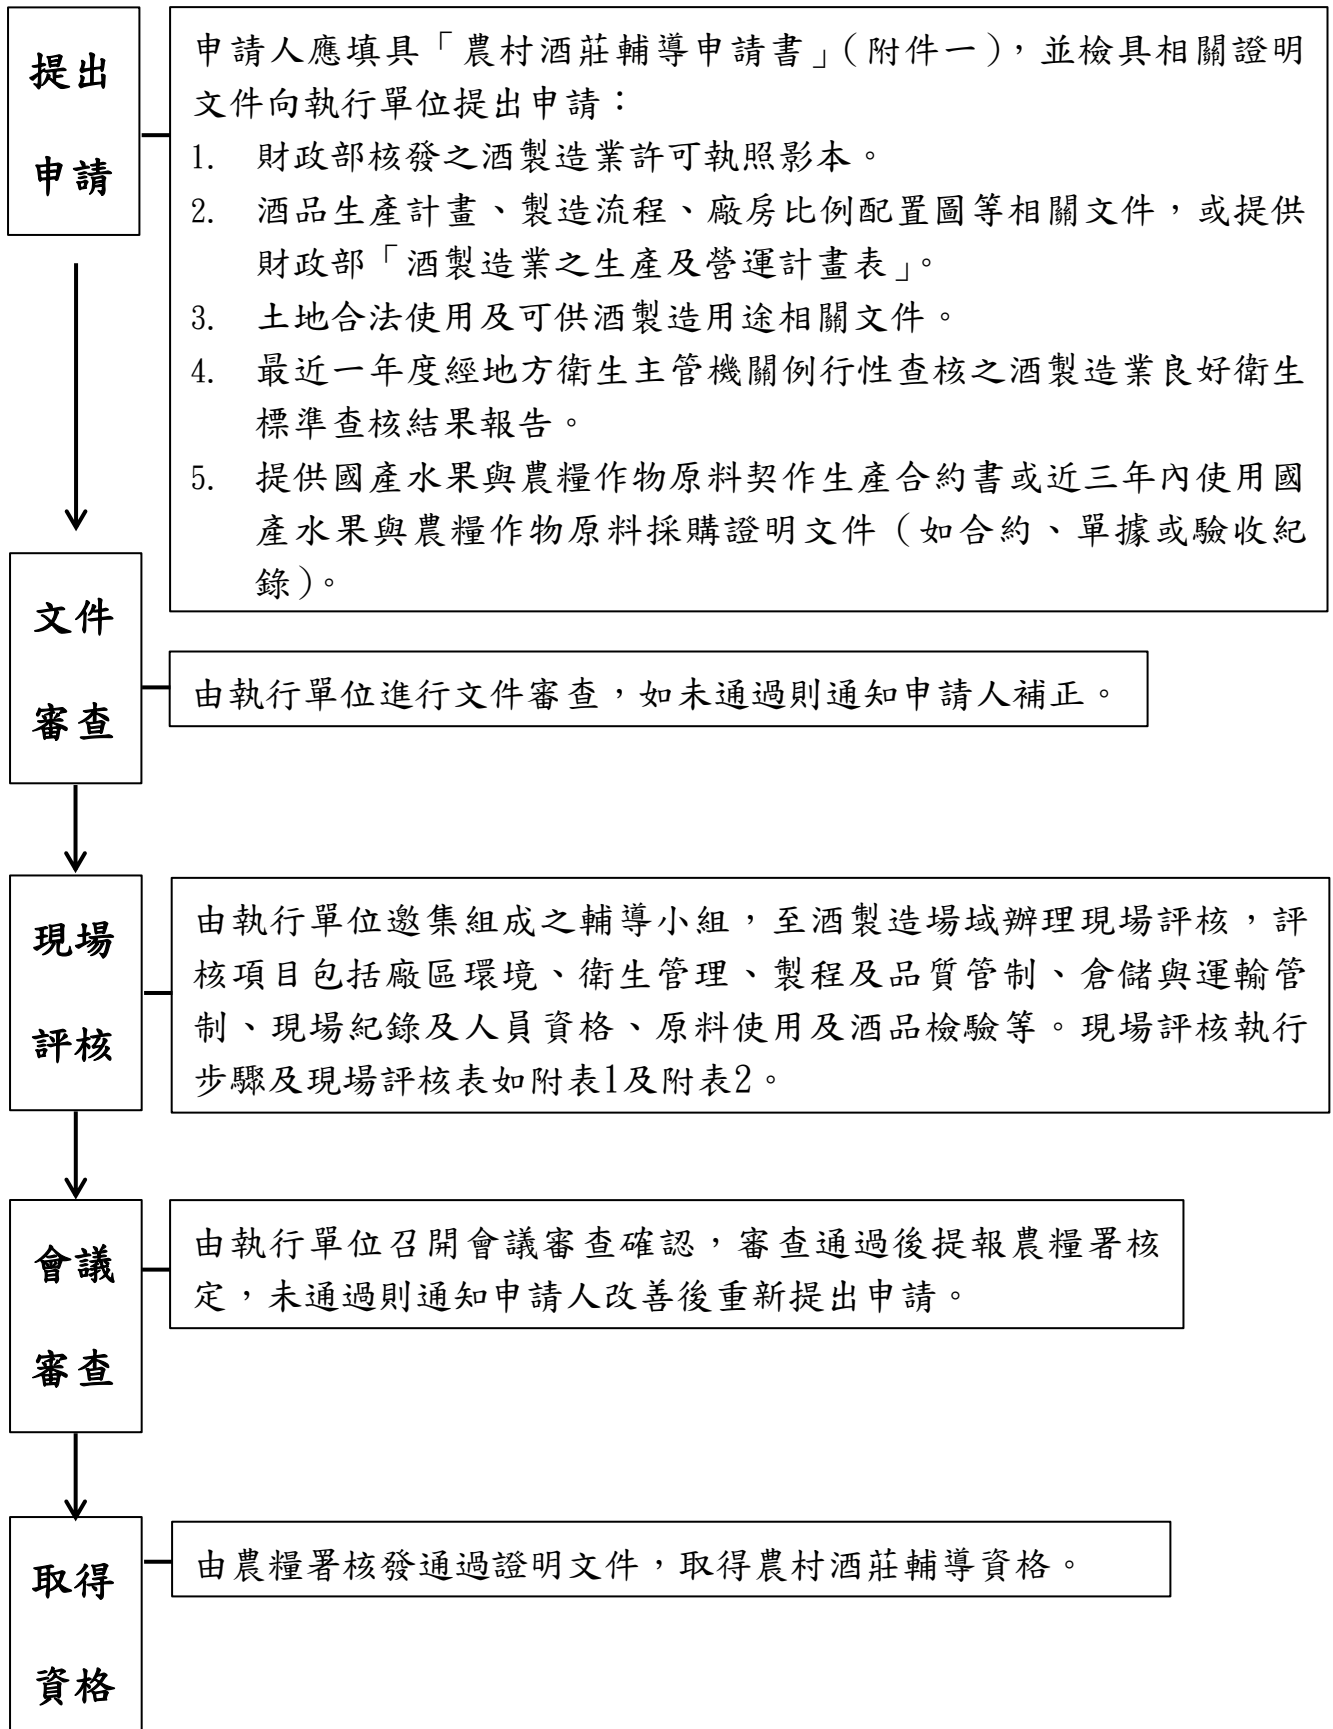 提出
申請
申請人應填具「農村酒莊輔導申請書」(附件一)，並檢具相關證明
文件向執行單位提出申請：
1. 財政部核發之酒製造業許可執照影本。
2. 酒品生產計畫、製造流程、廠房比例配置圖等相關文件，或提供
財政部「酒製造業之生產及營運計畫表」。
3. 土地合法使用及可供酒製造用途相關文件。
4. 最近一年度經地方衛生主管機關例行性查核之酒製造業良好衛生
標準查核結果報告。
5. 提供國產水果與農糧作物原料契作生產合約書或近三年內使用國
產水果與農糧作物原料採購證明文件（如合約、單據或驗收紀
錄）。
文件
審查
由執行單位進行文件審查，如未通過則通知申請人補正。
現場
評核
由執行單位邀集組成之輔導小組，至酒製造場域辦理現場評核，評
核項目包括廠區環境、衛生管理、製程及品質管制、倉儲與運輸管
制、現場紀錄及人員資格、原料使用及酒品檢驗等。現場評核執行
步驟及現場評核表如附表1及附表2。
會議
審查
由執行單位召開會議審查確認，審查通過後提報農糧署核
定，未通過則通知申請人改善後重新提出申請。
取得
資格
由農糧署核發通過證明文件，取得農村酒莊輔導資格。